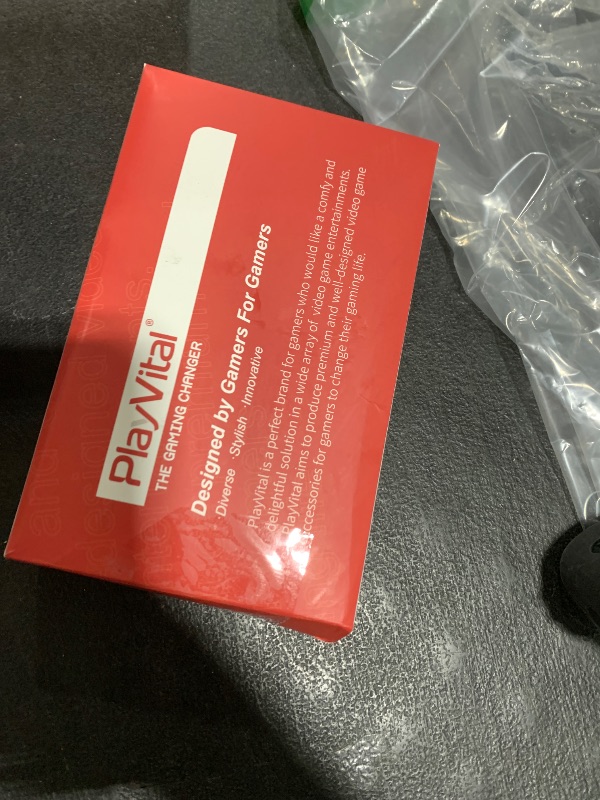 PlayVital®
THE GAMING CHANGER
Designed by Gamers For Gamers
·Diverse ·Stylish ·Innovative
PlayVital is a perfect brand for gamers who would like a comfy and
delightful solution in a wide array of video game entertainments.
PlayVital aims to produce premium and well-designed video game
accessories for gamers to change their gaming life.